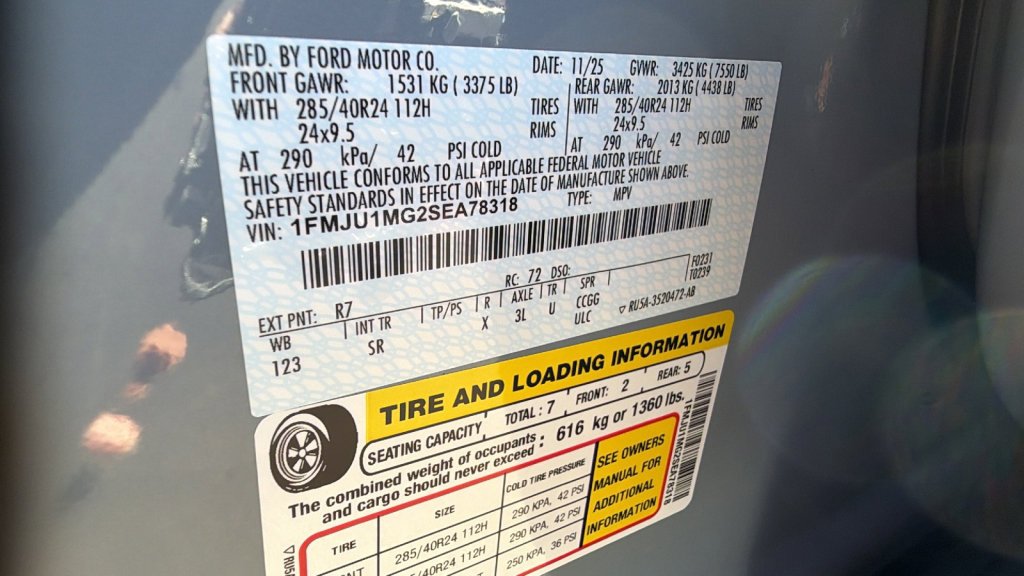 MFD. BY FORD MOTOR CO. DATE: 11/25 GVWR: 3425 KG ( 7550 LB)
FRONT GAWR: 1531 KG ( 3375 LB) REAR GAWR: 2013 KG ( 4438 LB)
WITH 285/40R24 112H TIRES WITH 285/40R24 112H TIRES
24x9.5 RIMS 24x9.5 RIMS
AT 290 kPa/ 42 PSI COLD AT 290 kPa/ 42 PSI COLD
THIS VEHICLE CONFORMS TO ALL APPLICABLE FEDERAL MOTOR VEHICLE
SAFETY STANDARDS IN EFFECT ON THE DATE OF MANUFACTURE SHOWN ABOVE.
VIN: 1FMJU1MG2SEA78318 TYPE: MPV
EXT PNT: R7 RC: 72 DSO: F0231
WB INT TR TP/PS R AXLE TR SPR T0239
123 SR X 3L U CCGG ▽ RU5A-3520472-AB
ULC
TIRE AND LOADING INFORMATION
SEATING CAPACITY TOTAL : 7 FRONT: 2 REAR: 5
The combined weight of occupants
and cargo should never exceed : 616 kg or 1360 lbs.
TIRE SIZE COLD TIRE PRESSURE
285/40R24 112H 290 KPA, 42 PSI
/40R24 112H 290 KPA, 42 PSI
250 KPA, 36 PSI
SEE OWNERS
MANUAL FOR
ADDITIONAL
INFORMATION